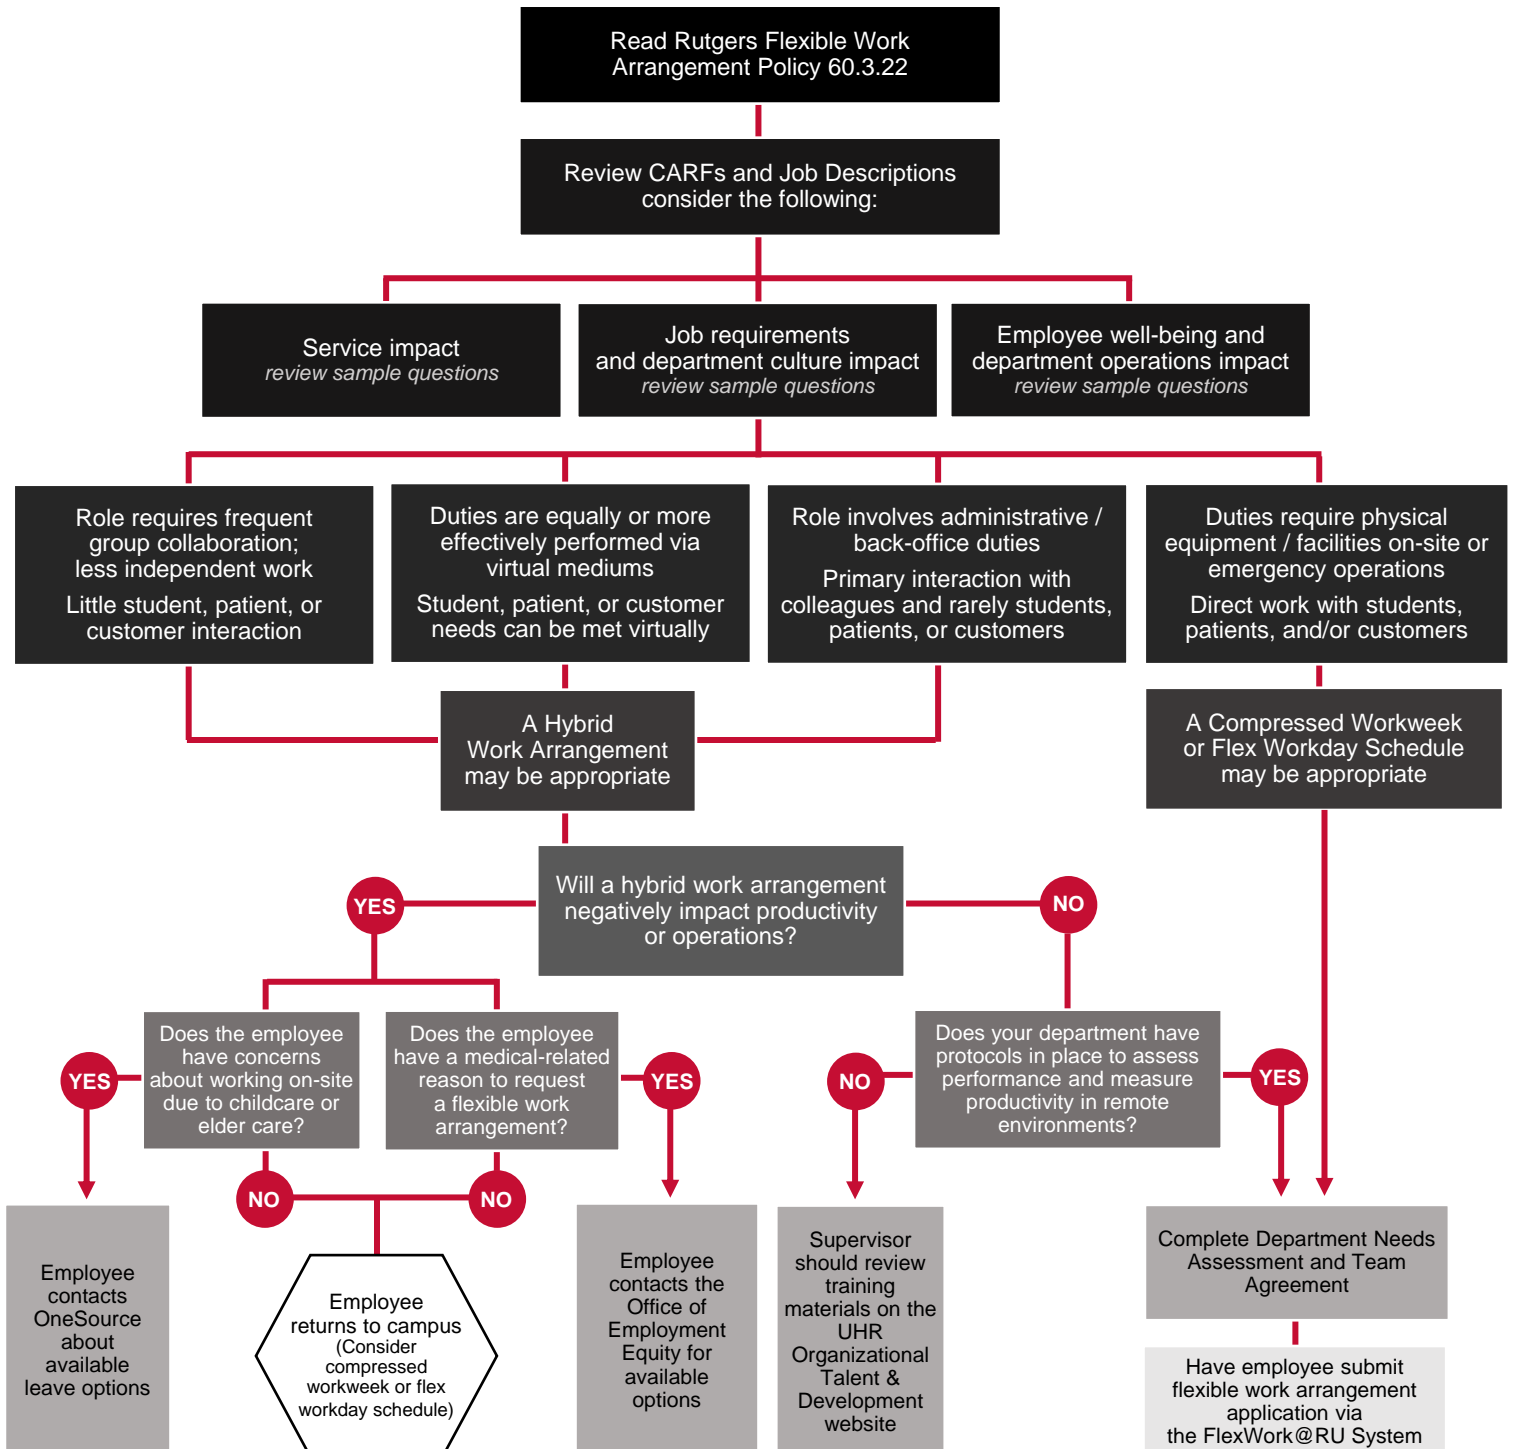 Read Rutgers Flexible Work
Arrangement Policy 60.3.22
Review CARFs and Job Descriptions
consider the following:
Service impact
review sample questions
Job requirements
and department culture impact
review sample questions
Employee well-being and
department operations impact
review sample questions
Role requires frequent
group collaboration;
less independent work
Little student, patient, or
customer interaction
Duties are equally or more
effectively performed via
virtual mediums
Student, patient, or customer
needs can be met virtually
Role involves administrative /
back-office duties
Primary interaction with
colleagues and rarely students,
patients, or customers
Duties require physical
equipment / facilities on-site or
emergency operations
Direct work with students,
patients, and/or customers
A Hybrid
Work Arrangement
may be appropriate
A Compressed Workweek
or Flex Workday Schedule
may be appropriate
Will a hybrid work arrangement
negatively impact productivity
or operations?
YES
NO
Does the employee
have concerns
about working on-site
due to childcare or
elder care?
Does the employee
have a medical-related
reason to request
a flexible work
arrangement?
Does your department have
protocols in place to assess
performance and measure
productivity in remote
environments?
YES
YES
NO
YES
NO
NO
Employee
contacts
OneSource
about
available
leave options
Employee
returns to campus
(Consider
compressed
workweek or flex
workday schedule)
Employee
contacts the
Office of
Employment
Equity for
available
options
Supervisor
should review
training
materials on the
UHR
Organizational
Talent &
Development
website
Complete Department Needs
Assessment and Team
Agreement
Have employee submit
flexible work arrangement
application via
the FlexWork@RU System